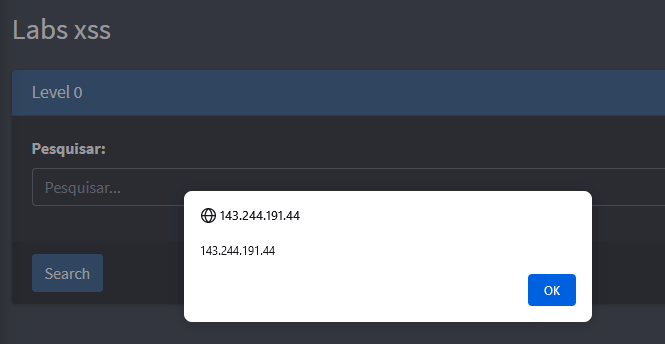 Labs xss
Level 0
Pesquisar:
Pesquisar...
143.244.191.44
143.244.191.44
OK
Search